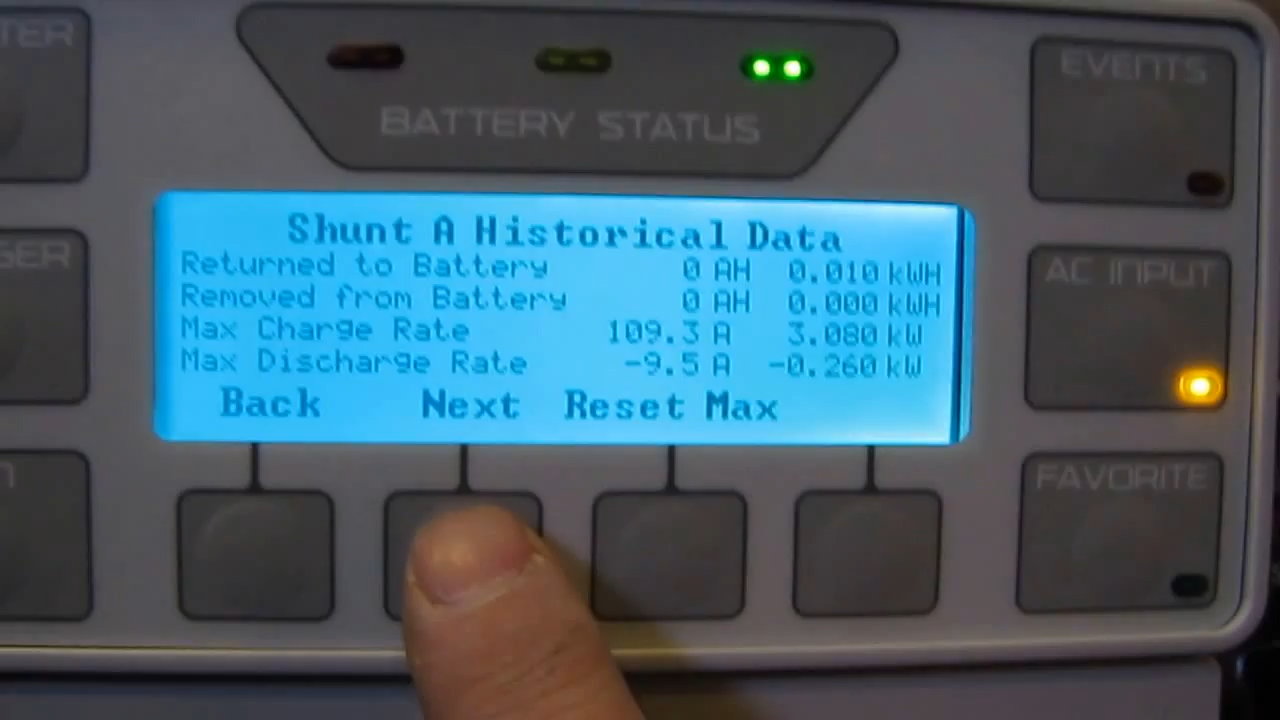 TER
BATTERY STATUS
EVENTS
Shunt A Historical Data
Returned to Battery 0 AH 0.010 kWH
Removed from Battery 0 AH 0.000 kWH
Max Charge Rate 109.3 A 3.080 kW
Max Discharge Rate -9.5 A -0.260 kW
Back Next Reset Max
GER
AC INPUT
FAVORITE